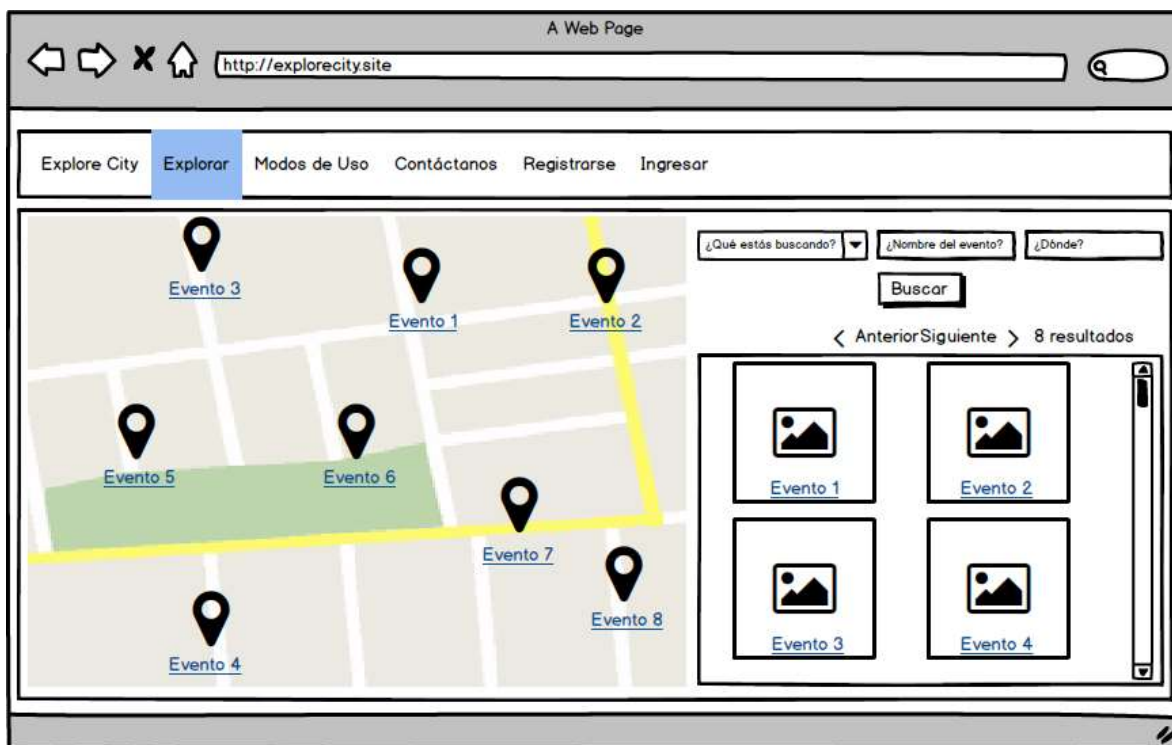 A Web Page
http://explorecity.site
Explore City Explorar Modos de Uso Contáctanos Registrarse Ingresar
Evento 3
Evento 1
Evento 2
Evento 5
Evento 6
Evento 7
Evento 8
Evento 4
¿Qué estás buscando? ¿Nombre del evento? ¿Dónde?
Buscar
< AnteriorSiguiente > 8 resultados
Evento 1 Evento 2
Evento 3 Evento 4